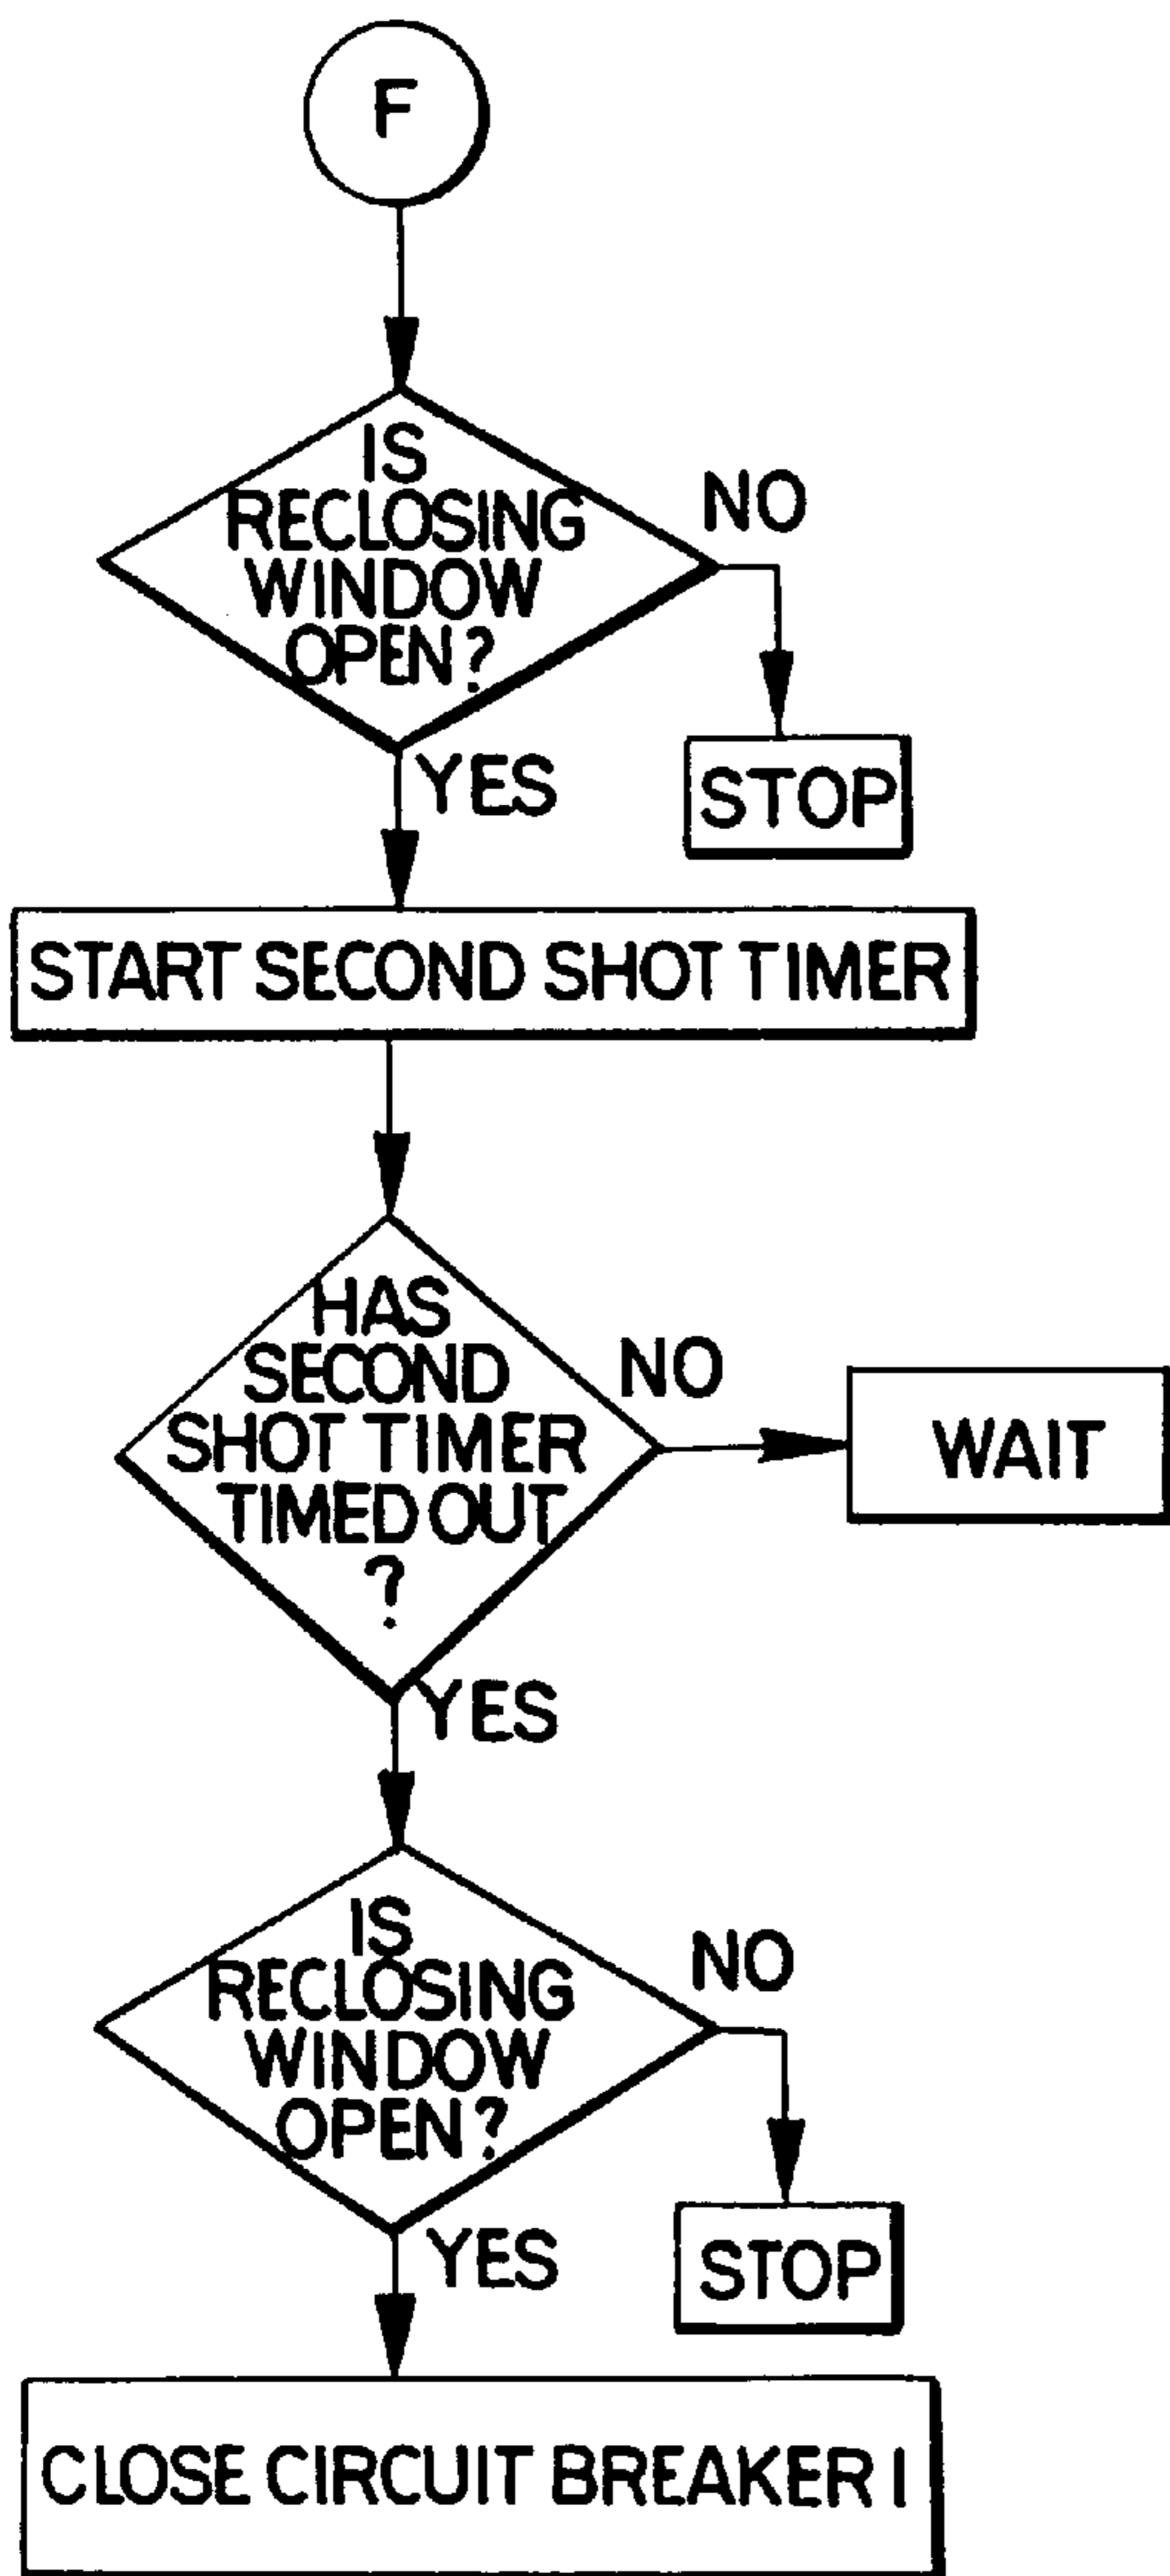 F
IS
RECLOSING
WINDOW
OPEN?
NO
STOP
YES
START SECOND SHOT TIMER
HAS
SECOND
SHOT TIMER
TIMED OUT
?
NO
WAIT
YES
IS
RECLOSING
WINDOW
OPEN?
NO
STOP
YES
CLOSE CIRCUIT BREAKER 1